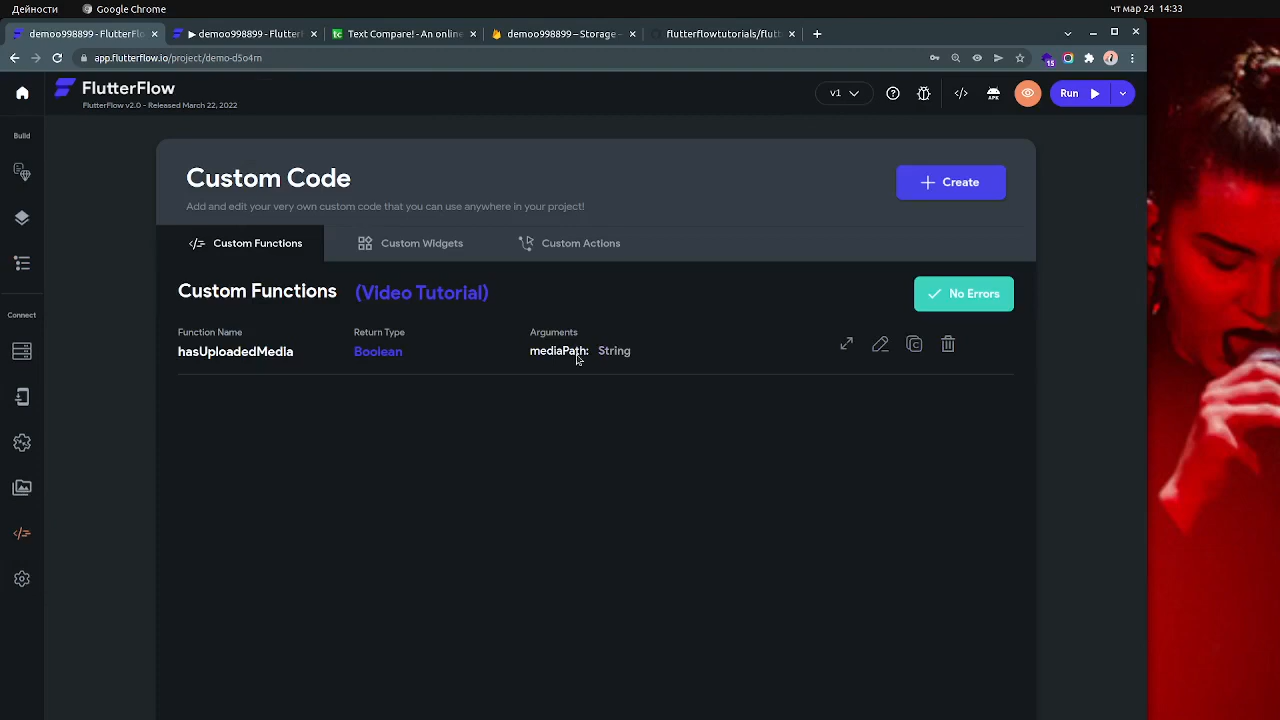 Дейности
Google Chrome
чт мар 24 14:33
demoo998899 - FlutterFlo
▶ demoo998899 - Flutterf
Text Compare! - An online
demoo998899 – Storage –
flutterflowtutorials/flutt
app.flutterflow.io/project/demo-d5o4m
15
FlutterFlow
FlutterFlow v2.0 - Released March 22, 2022
v1
APK
Run
Build
Connect
Custom Code
Add and edit your very own custom code that you can use anywhere in your project!
Create
Custom Functions
Custom Widgets
Custom Actions
Custom Functions (Video Tutorial)
No Errors
Function Name
Return Type
Arguments
hasUploadedMedia
Boolean
mediaPath: String